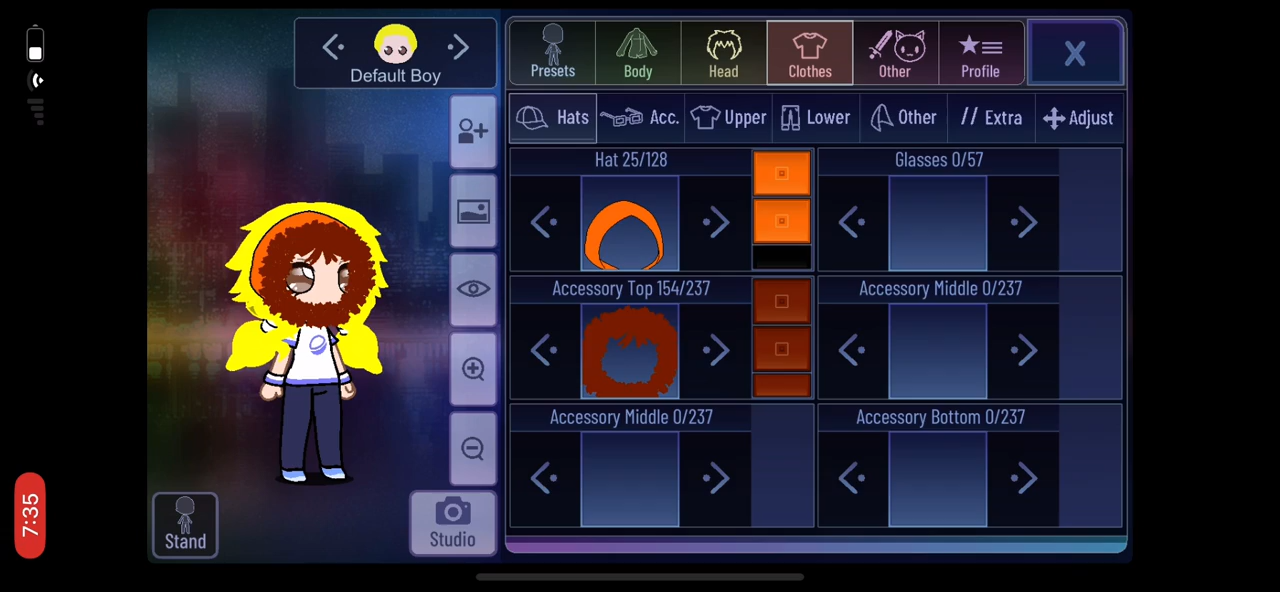 Default Boy
Presets
Body
Head
Clothes
Other
Profile
X
Hats
Acc.
Upper
Lower
Other
Extra
Adjust
Hat 25/128
Glasses 0/57
Accessory Top 154/237
Accessory Middle 0/237
Accessory Middle 0/237
Accessory Bottom 0/237
Stand
Studio
7:35